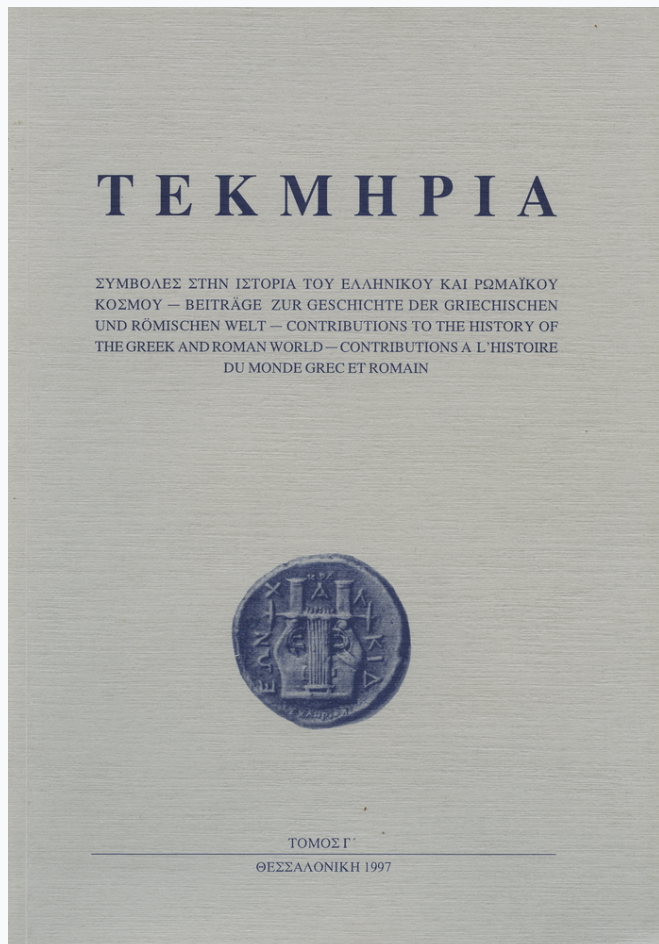 ΤΕΚΜΗΡΙΑ
ΣΥΜΒΟΛΕΣ ΣΤΗΝ ΙΣΤΟΡΙΑ ΤΟΥ ΕΛΛΗΝΙΚΟΥ ΚΑΙ ΡΩΜΑΪΚΟΥ
ΚΟΣΜΟΥ — BEITRÄGE ZUR GESCHICHTE DER GRIECHISCHEN
UND RÖMISCHEN WELT — CONTRIBUTIONS TO THE HISTORY OF
THE GREEK AND ROMAN WORLD — CONTRIBUTIONS A L'HISTOIRE
DU MONDE GREC ET ROMAIN
ΤΟΜΟΣ Γ΄
ΘΕΣΣΑΛΟΝΙΚΗ 1997